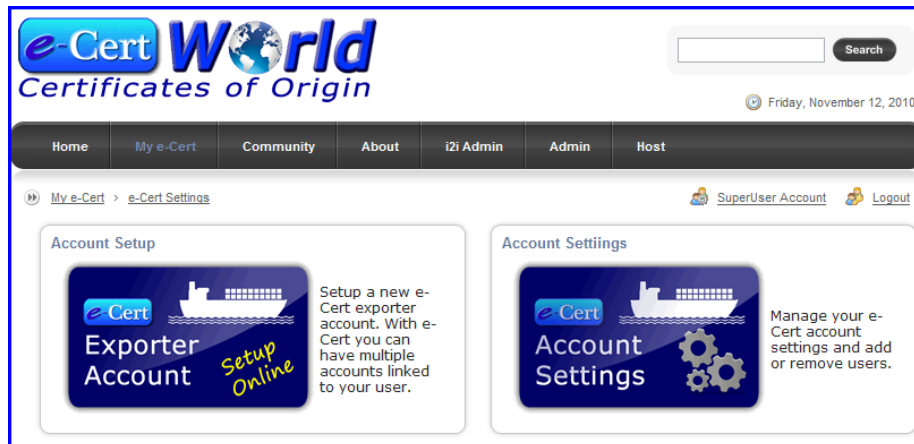 e-Cert World
Certificates of Origin
Search
Friday, November 12, 2010
Home My e-Cert Community About i2i Admin Admin Host
My e-Cert > e-Cert Settings SuperUser Account Logout
Account Setup
e-Cert
Exporter
Account
Setup
Online
Setup a new e-
Cert exporter
account. With e-
Cert you can
have multiple
accounts linked
to your user.
Account Settiings
e-Cert
Account
Settings
Manage your e-
Cert account
settings and add
or remove users.